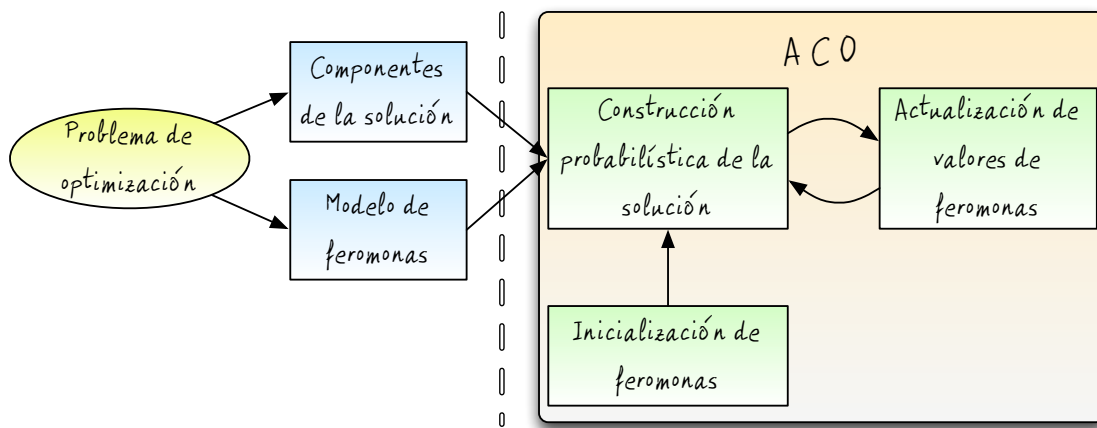 Problema de
optimización
Componentes
de la solución
Modelo de
feromonas
ACO
Construcción
probabilística de la
solución
Actualización de
valores de
feromonas
Inicialización de
feromonas